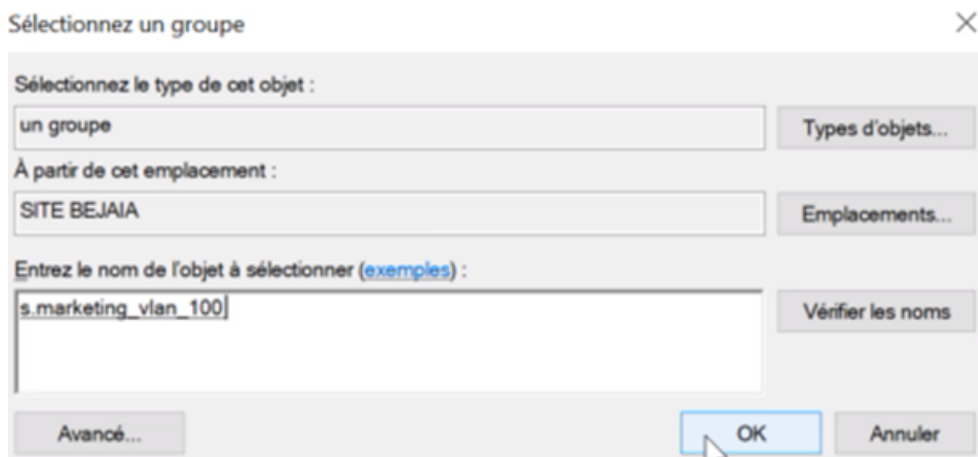 Sélectionnez un groupe
Sélectionnez le type de cet objet :
un groupe
Types d'objets...
À partir de cet emplacement :
SITE BEJAIA
Emplacements...
Entrez le nom de l'objet à sélectionner (exemples) :
s.marketing_vlan_100
Vérifier les noms
Avancé...
OK
Annuler